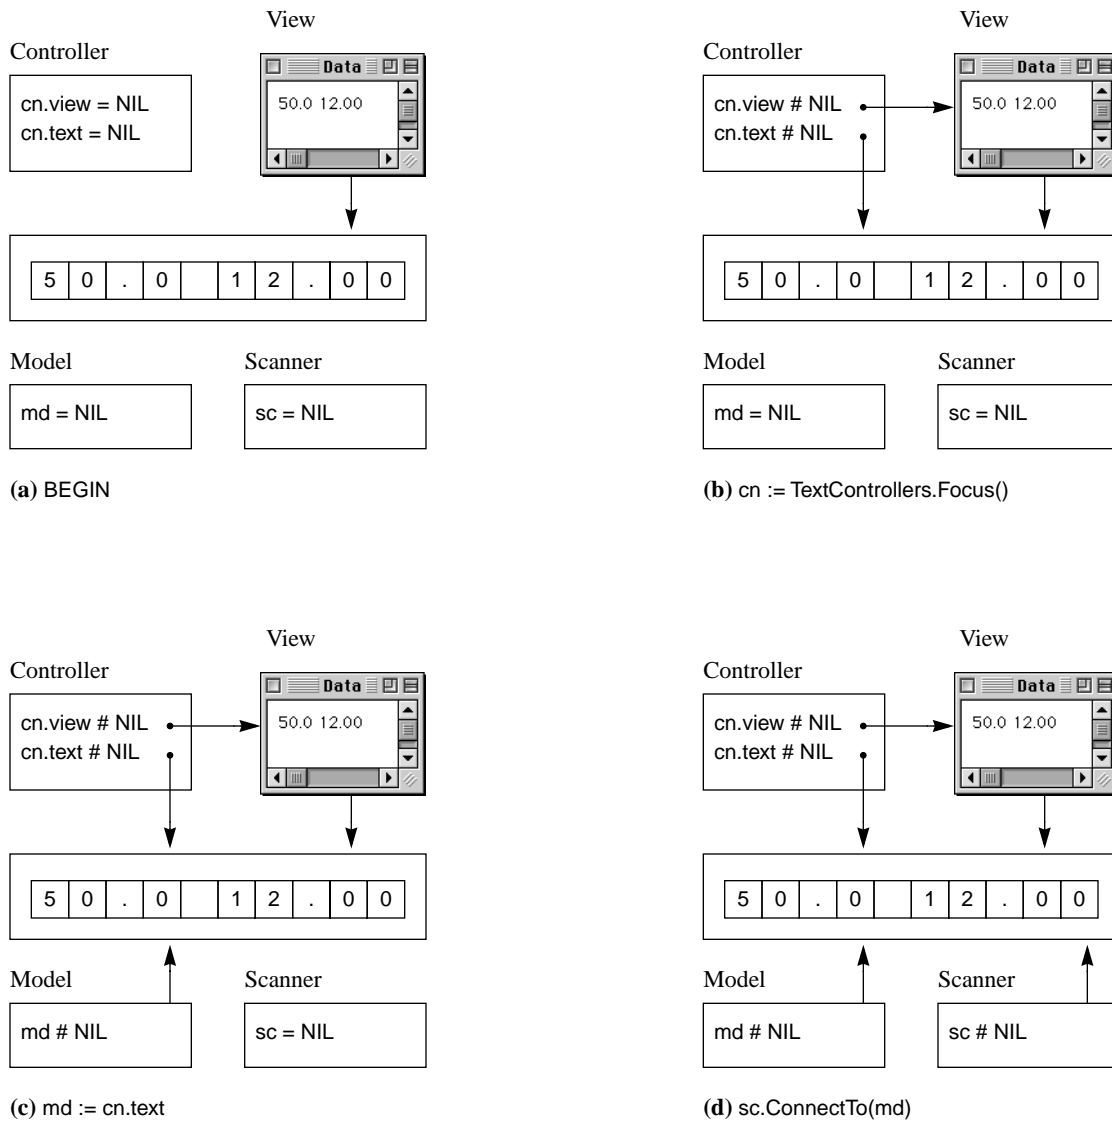 View
Controller
Data
cn.view = NIL
cn.text = NIL
50.0 12.00
5 0 . 0 1 2 . 0 0
Model
Scanner
md = NIL
sc = NIL
(a) BEGIN
View
Controller
Data
cn.view # NIL
cn.text # NIL
50.0 12.00
5 0 . 0 1 2 . 0 0
Model
Scanner
md = NIL
sc = NIL
(b) cn := TextControllers.Focus()
View
Controller
Data
cn.view # NIL
cn.text # NIL
50.0 12.00
5 0 . 0 1 2 . 0 0
Model
Scanner
md # NIL
sc = NIL
(c) md := cn.text
View
Controller
Data
cn.view # NIL
cn.text # NIL
50.0 12.00
5 0 . 0 1 2 . 0 0
Model
Scanner
md # NIL
sc # NIL
(d) sc.ConnectTo(md)